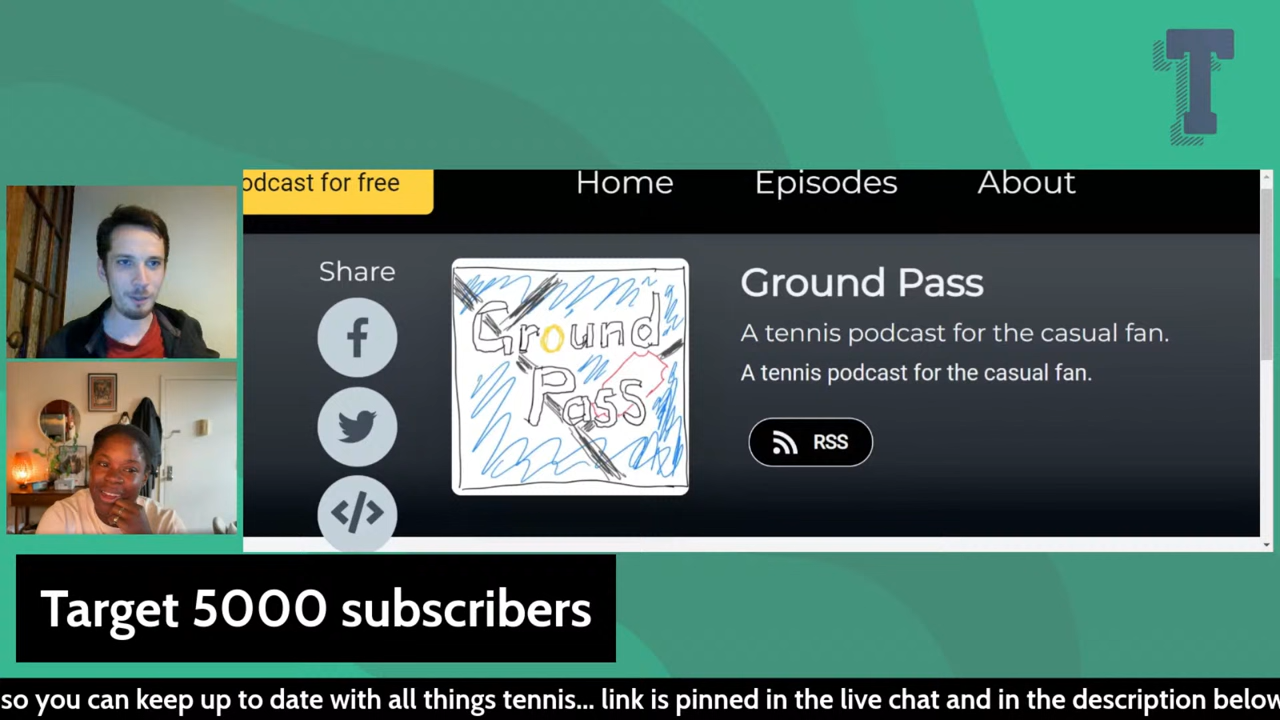 T
odcast for free
Home Episodes About
Share
Ground
Pass
Ground Pass
A tennis podcast for the casual fan.
A tennis podcast for the casual fan.
RSS
Target 5000 subscribers
so you can keep up to date with all things tennis... link is pinned in the live chat and in the description below